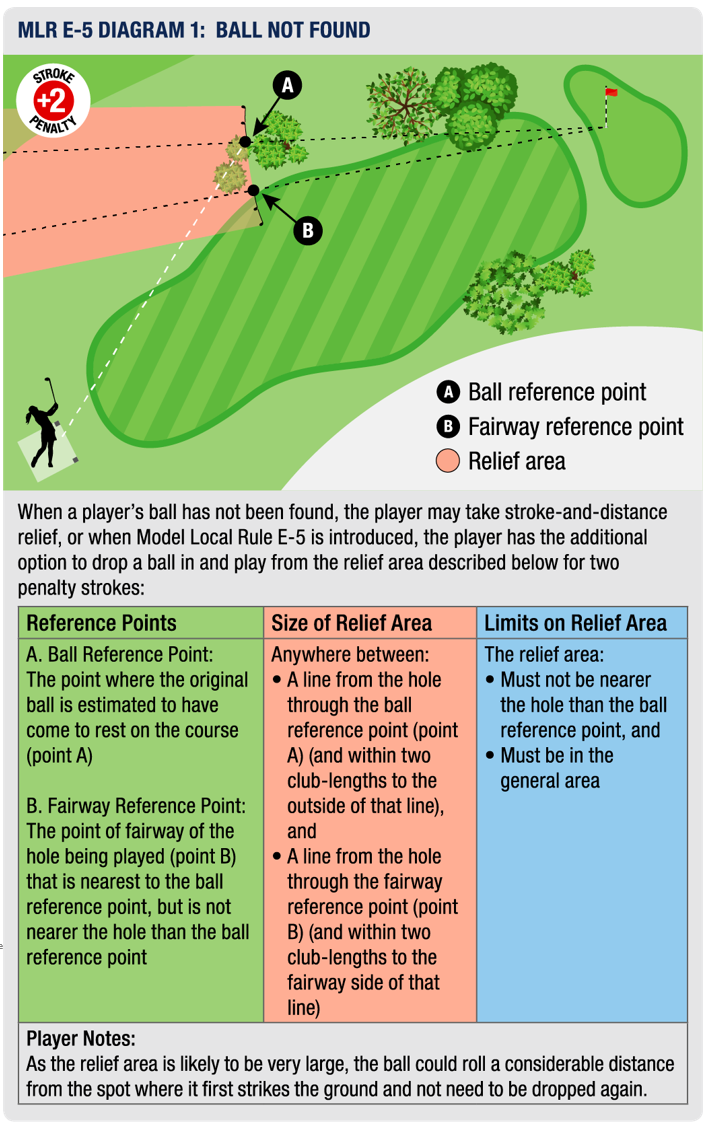 MLR E-5 DIAGRAM 1: BALL NOT FOUND
STROKE
+2
PENALTY
A
B
A Ball reference point
B Fairway reference point
Relief area
When a player's ball has not been found, the player may take stroke-and-distance
relief, or when Model Local Rule E-5 is introduced, the player has the additional
option to drop a ball in and play from the relief area described below for two
penalty strokes:
Reference Points
A. Ball Reference Point:
The point where the original
ball is estimated to have
come to rest on the course
(point A)
B. Fairway Reference Point:
The point of fairway of the
hole being played (point B)
that is nearest to the ball
reference point, but is not
nearer the hole than the ball
reference point
Size of Relief Area
Anywhere between:
• A line from the hole
through the ball
reference point (point
A) (and within two
club-lengths to the
outside of that line),
and
• A line from the hole
through the fairway
reference point (point
B) (and within two
club-lengths to the
fairway side of that
line)
Limits on Relief Area
The relief area:
• Must not be nearer
the hole than the ball
reference point, and
• Must be in the
general area
Player Notes:
As the relief area is likely to be very large, the ball could roll a considerable distance
from the spot where it first strikes the ground and not need to be dropped again.
e